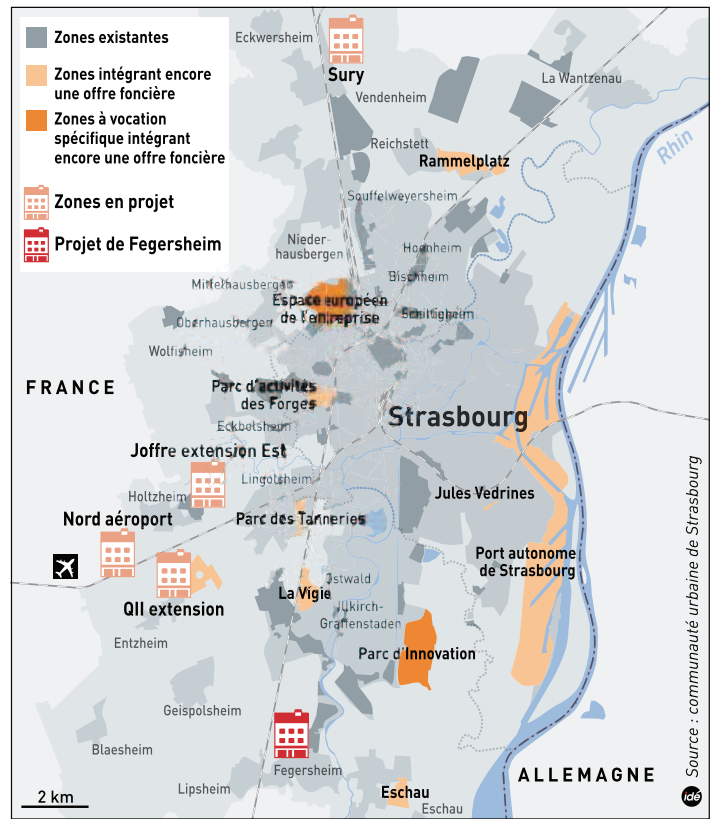 Zones existantes
Zones intégrant encore
une offre foncière
Zones à vocation
spécifique intégrant
encore une offre foncière
Zones en projet
Projet de Fegersheim
Eckwersheim
Sury
La Wantzenau
Vendenheim
Reichstett
Rammelplatz
Rhin
Souffelweyersheim
Nieder-
hausbergen
Hoenheim
Bischheim
Mittelhausbergen
Espace européen
de l'entreprise
Oberhausbergen
Schiltigheim
Wolfisheim
FRANCE
Parc d'activités
des Forges
Strasbourg
Eckbolsheim
Joffre extension Est
Lingolsheim
Holtzheim
Jules Vedrines
Nord aéroport
Parc des Tanneries
Port autonome
de Strasbourg
Ostwald
La Vigie
QII extension
Illkirch-
Graffenstaden
Entzheim
Parc d'Innovation
Geispolsheim
Blaesheim
Fegersheim
ALLEMAGNE
Lipsheim
Eschau
Eschau
2 km
Source : communauté urbaine de Strasbourg
idé